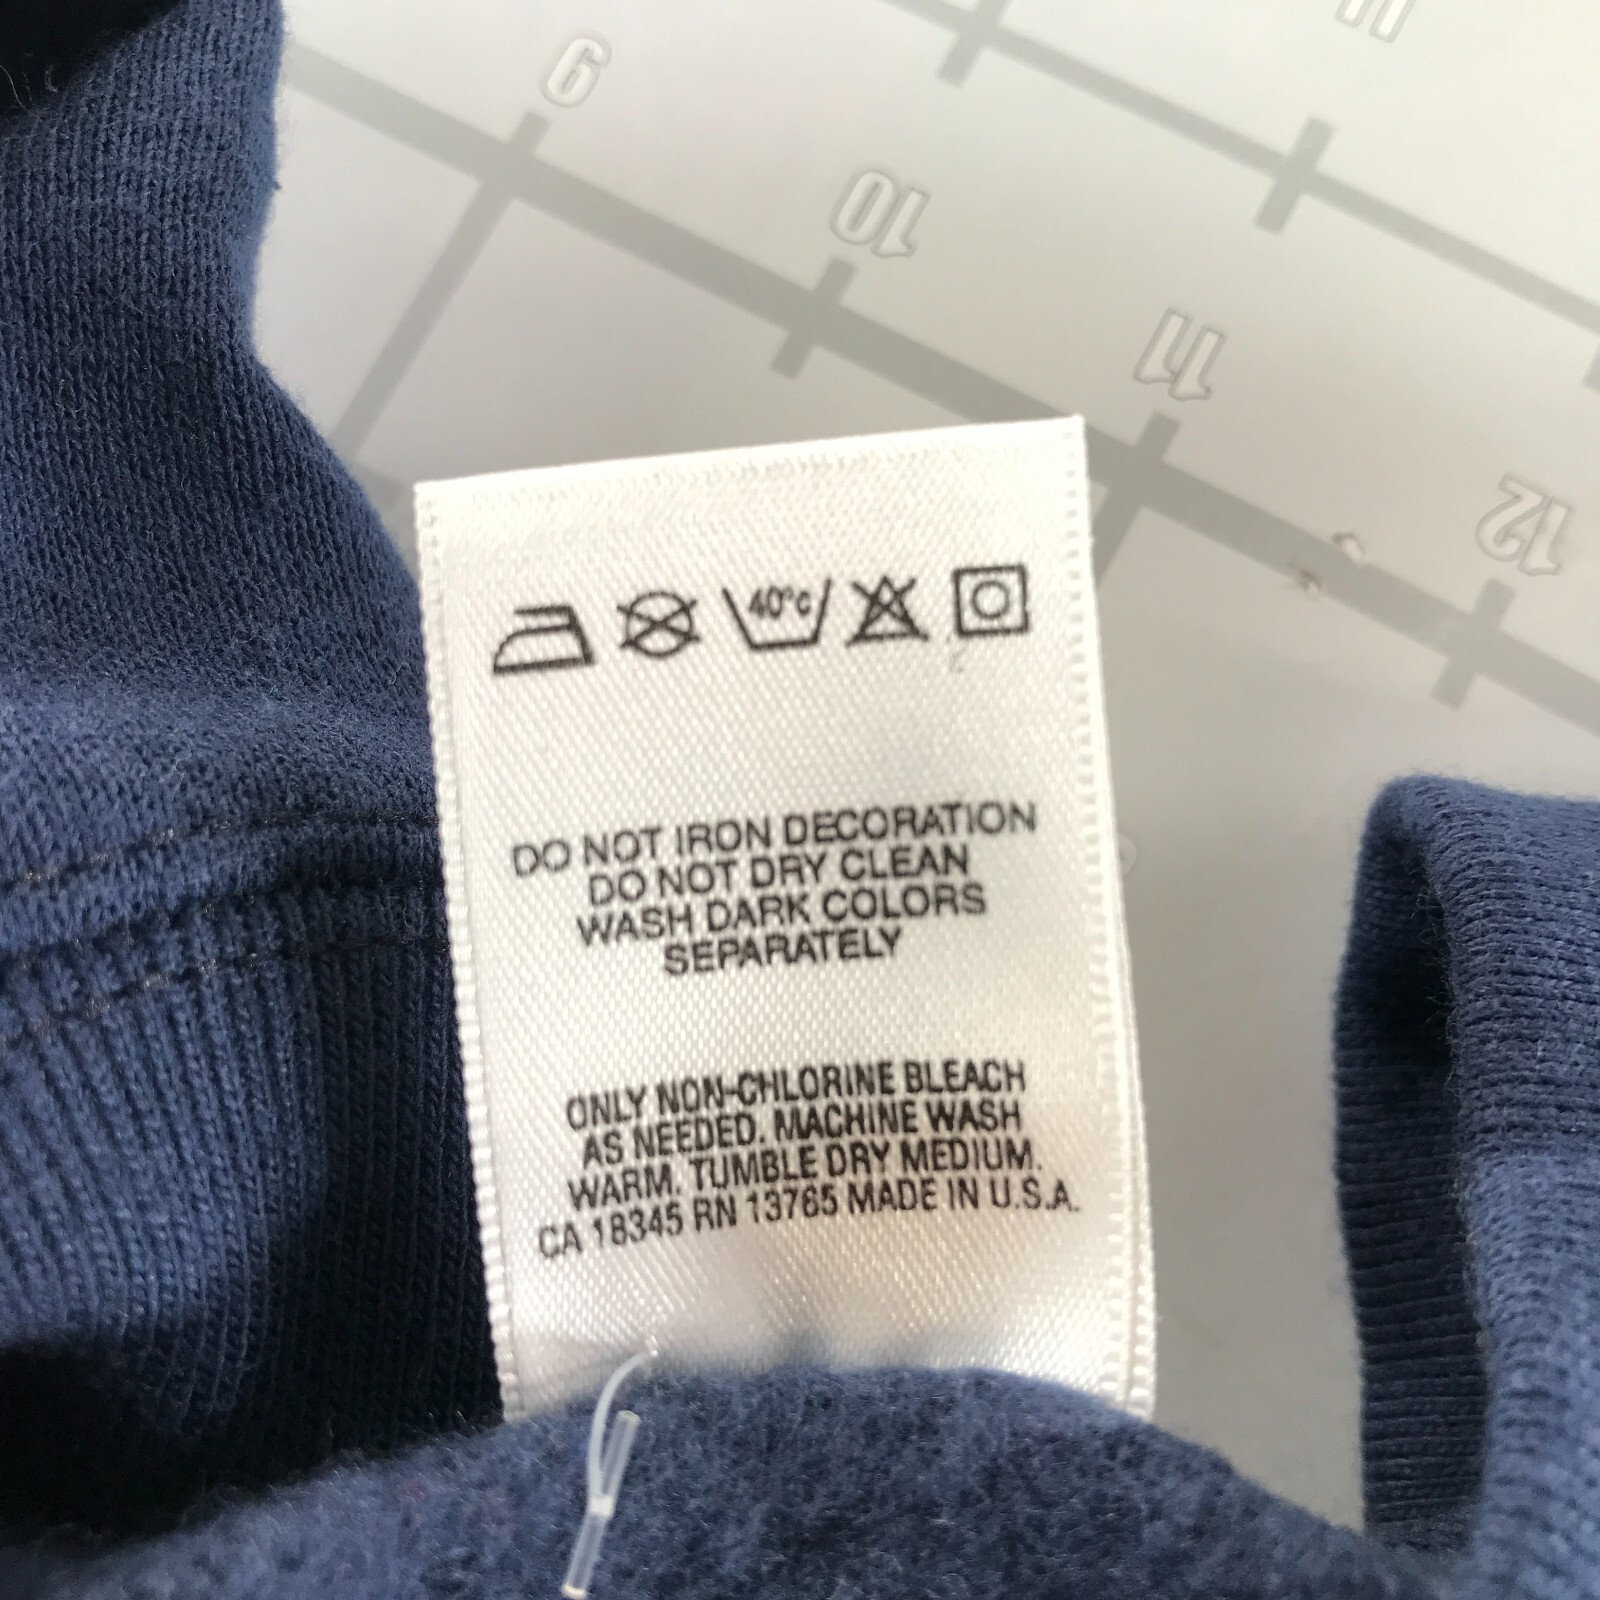 9
10
11
12
11
40°c
DO NOT IRON DECORATION
DO NOT DRY CLEAN
WASH DARK COLORS
SEPARATELY
ONLY NON-CHLORINE BLEACH
AS NEEDED. MACHINE WASH
WARM. TUMBLE DRY MEDIUM.
CA 18345 RN 13765 MADE IN U.S.A.